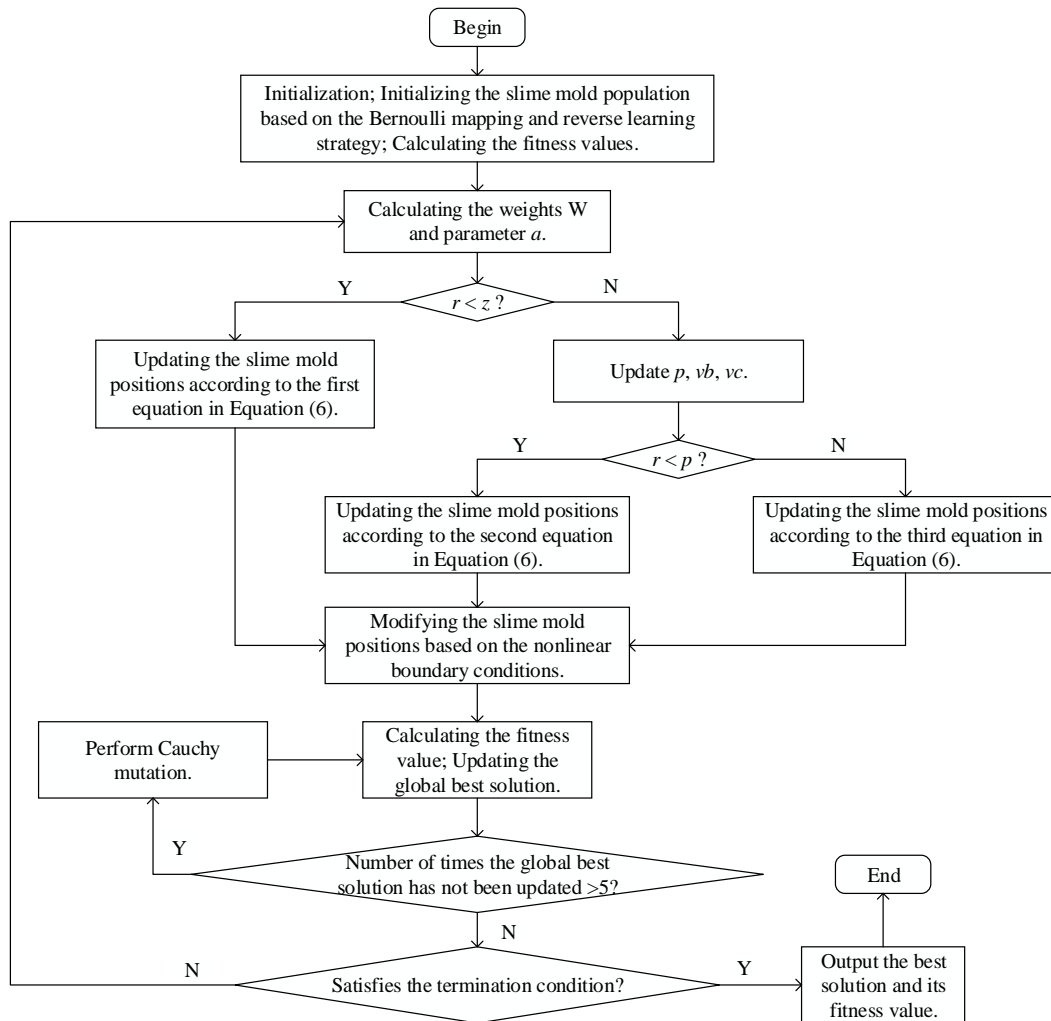 Begin
Initialization; Initializing the slime mold population
based on the Bernoulli mapping and reverse learning
strategy; Calculating the fitness values.
Calculating the weights W
and parameter a.
Y
r < z ?
N
Updating the slime mold
positions according to the first
equation in Equation (6).
Update p, vb, vc.
Y
r < p ?
N
Updating the slime mold positions
according to the second equation
in Equation (6).
Updating the slime mold positions
according to the third equation in
Equation (6).
Modifying the slime mold
positions based on the nonlinear
boundary conditions.
Perform Cauchy
mutation.
Calculating the fitness
value; Updating the
global best solution.
Y
Number of times the global best
solution has not been updated >5?
N
End
N
Satisfies the termination condition?
Y
Output the best
solution and its
fitness value.